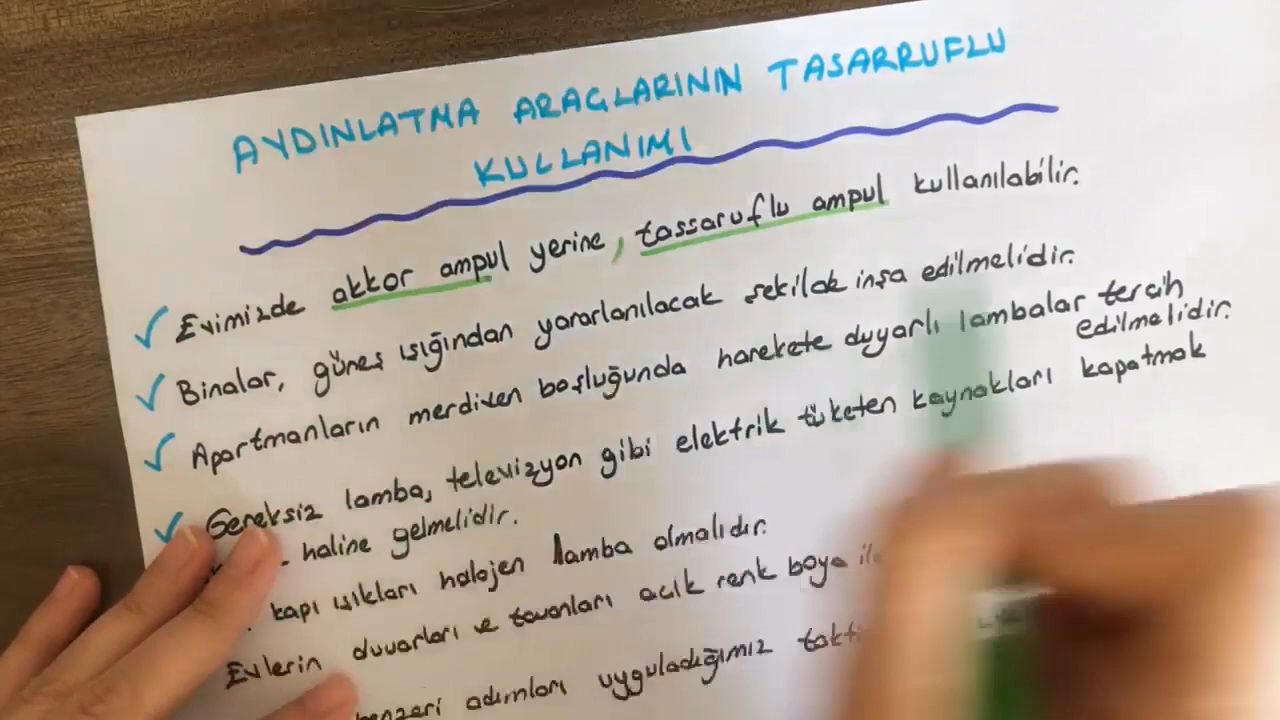 AYDINLATMA ARAÇLARININ TASARRUFLU
KULLANIMI
Evimizde akkor ampul yerine, tassaruflu ampul kullanılabilir.
Binalar, güneş ışığından yararlanılacak şekilde inşa edilmelidir.
Apartmanların merdiven boşluğunda harekete duyarlı lambalar tercih
edilmelidir.
Gereksiz lamba, televizyon gibi elektrik tüketen kaynakları kapatmak
haline gelmelidir.
kapı ışıkları halojen lamba olmalıdır.
Evlerin duvarları ve tavanları açık renk boya
benzeri adımları uyguladığımız